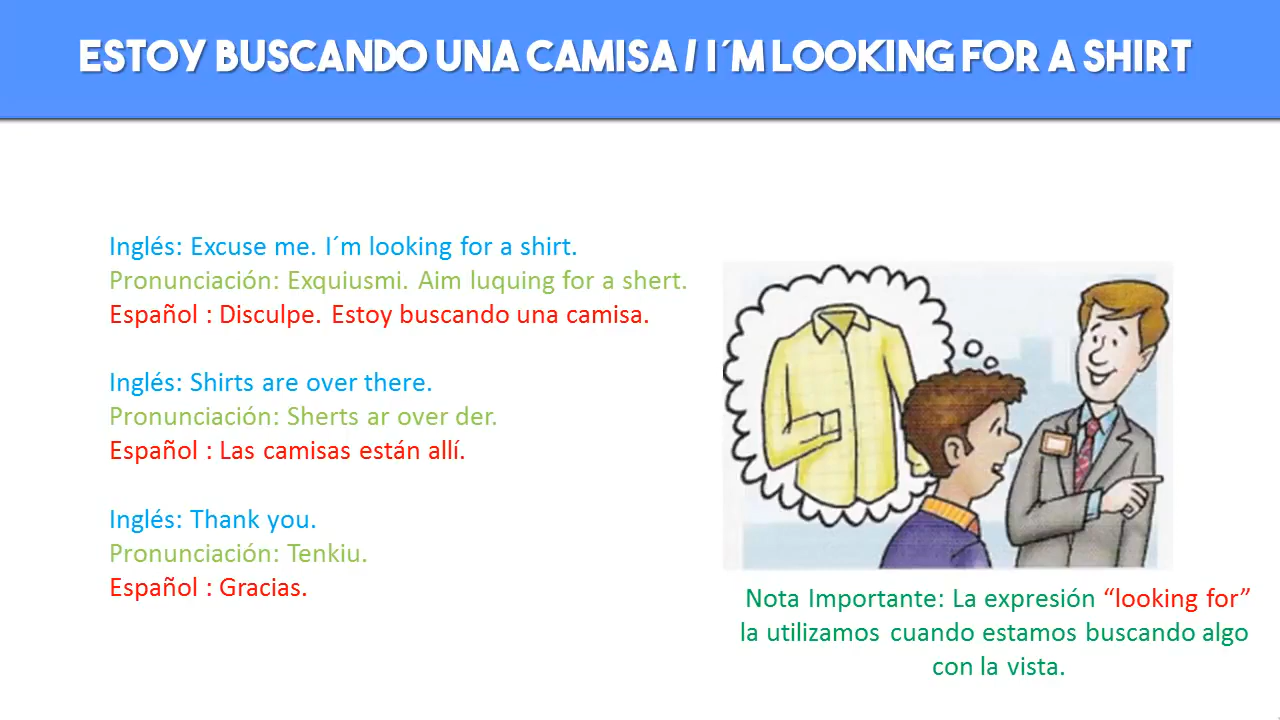 ESTOY BUSCANDO UNA CAMISA / I´M LOOKING FOR A SHIRT
Inglés: Excuse me. I´m looking for a shirt.
Pronunciación: Exquiusmi. Aim luquing for a shert.
Español : Disculpe. Estoy buscando una camisa.
Inglés: Shirts are over there.
Pronunciación: Sherts ar over der.
Español : Las camisas están allí.
Inglés: Thank you.
Pronunciación: Tenkiu.
Español : Gracias.
Nota Importante: La expresión “looking for”
la utilizamos cuando estamos buscando algo
con la vista.